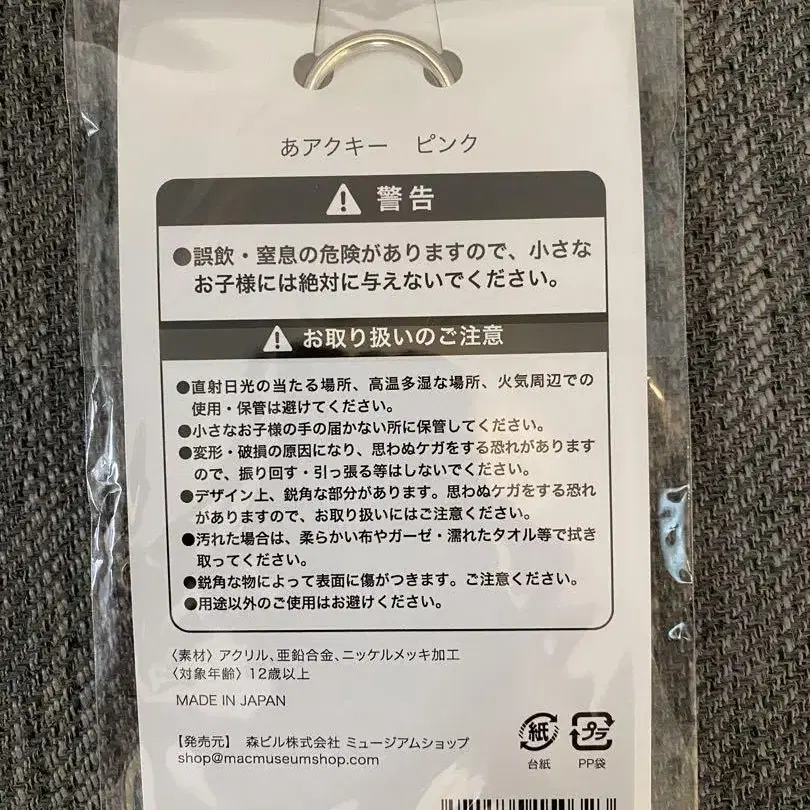 あアクキー ピンク
警告
●誤飲・窒息の危険がありますので、小さな
お子様には絶対に与えないでください。
お取り扱いのご注意
●直射日光の当たる場所、高温多湿な場所、火気周辺での
使用・保管は避けてください。
●小さなお子様の手の届かない所に保管してください。
●変形・破損の原因になり、思わぬケガをする恐れがあります
ので、振り回す・引っ張る等はしないでください。
●デザイン上、鋭角な部分があります。思わぬケガをする恐れ
がありますので、お取り扱いにはご注意ください。
●汚れた場合は、柔らかい布やガーゼ・濡れたタオル等で拭き
取ってください。
●鋭角な物によって表面に傷がつきます。ご注意ください。
●用途以外のご使用はお避けください。
〈素材〉アクリル、亜鉛合金、ニッケルメッキ加工
〈対象年齢〉12歳以上
MADE IN JAPAN
【発売元】 森ビル株式会社 ミュージアムショップ
shop@macmuseumshop.com
紙 プラ
台紙 PP袋